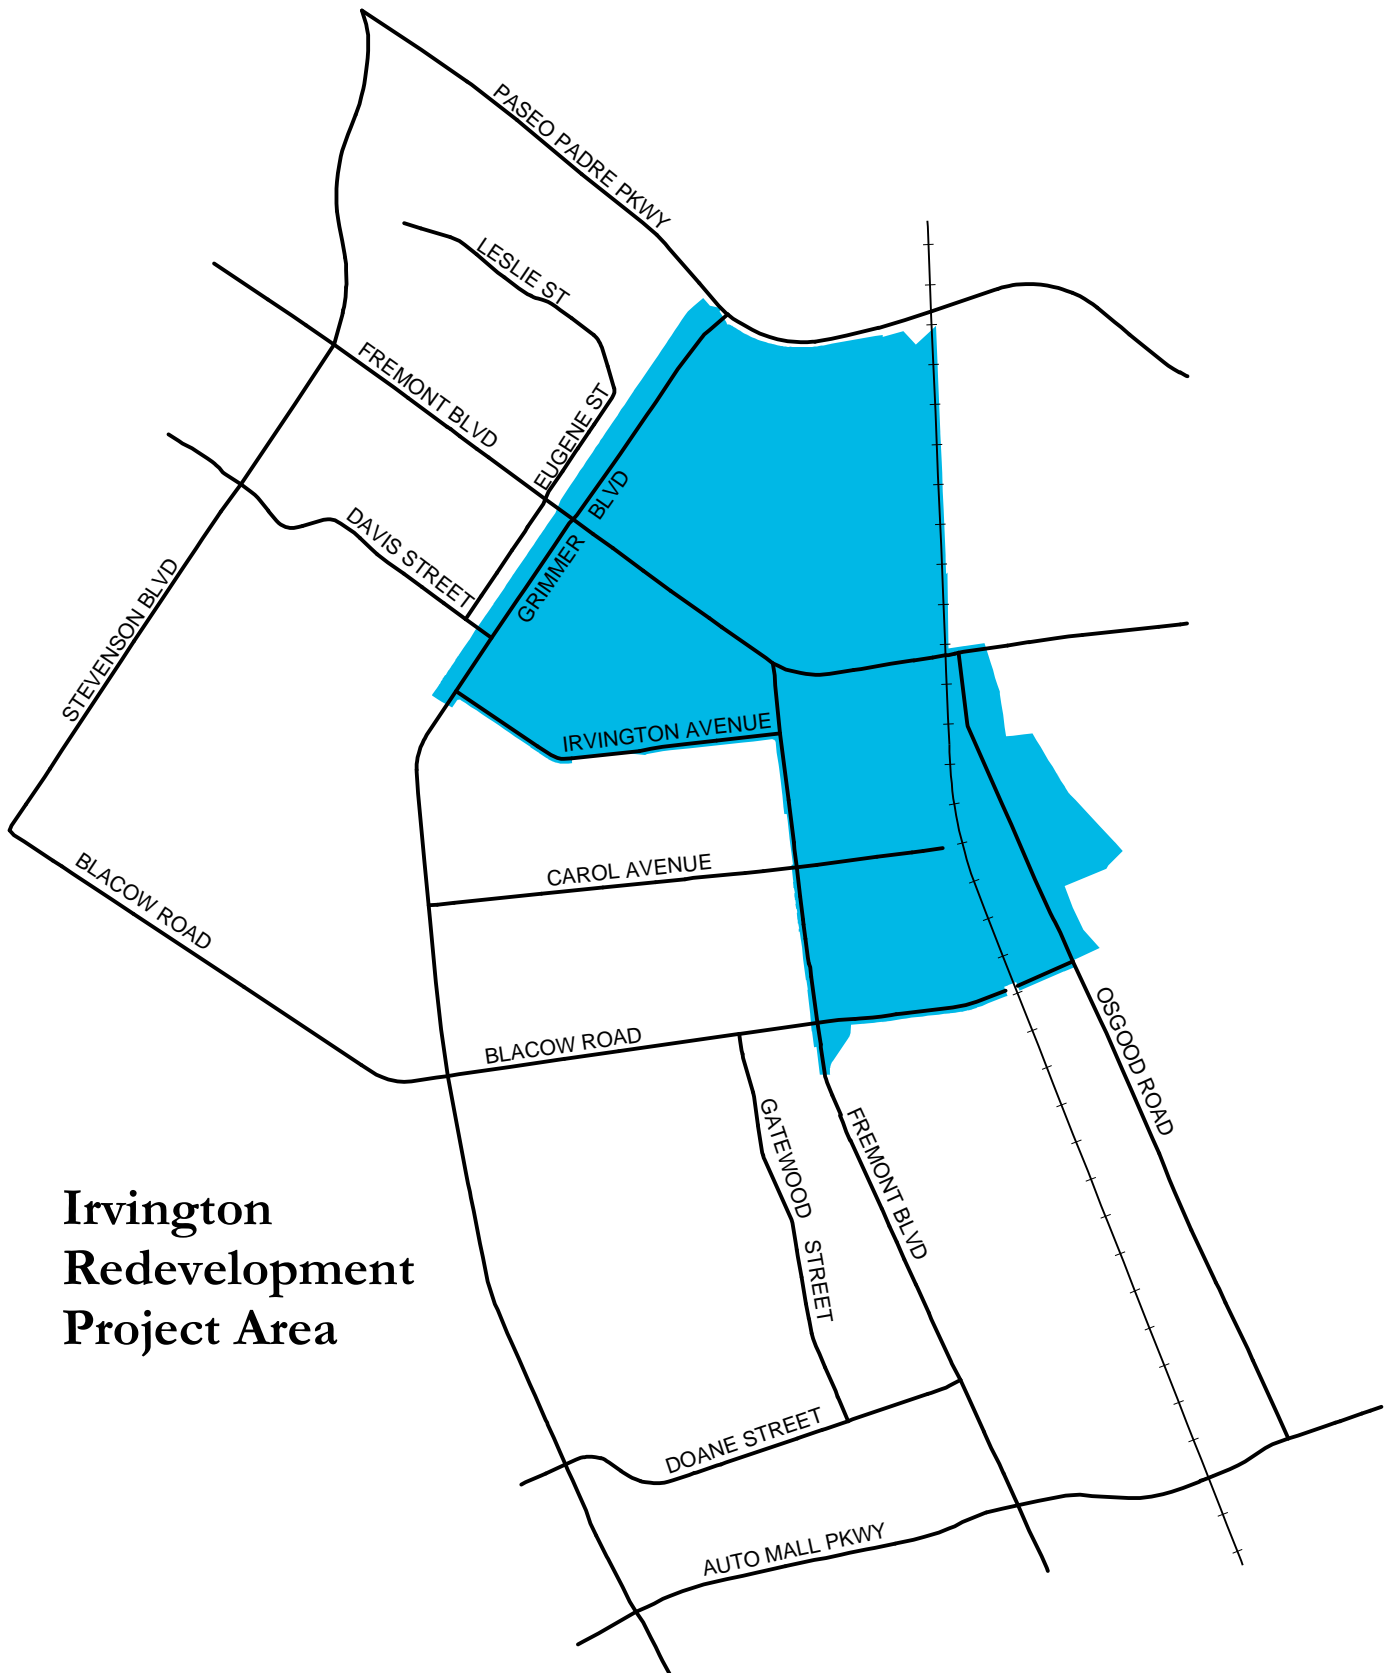 PASEO PADRE PKWY
LESLIE ST
FREMONT BLVD
EUGENE ST
GRIMMER BLVD
DAVIS STREET
STEVENSON BLVD
IRVINGTON AVENUE
CAROL AVENUE
BLACOW ROAD
BLACOW ROAD
OSGOOD ROAD
GATEWOOD STREET
FREMONT BLVD
Irvington
Redevelopment
Project Area
DOANE STREET
AUTO MALL PKWY